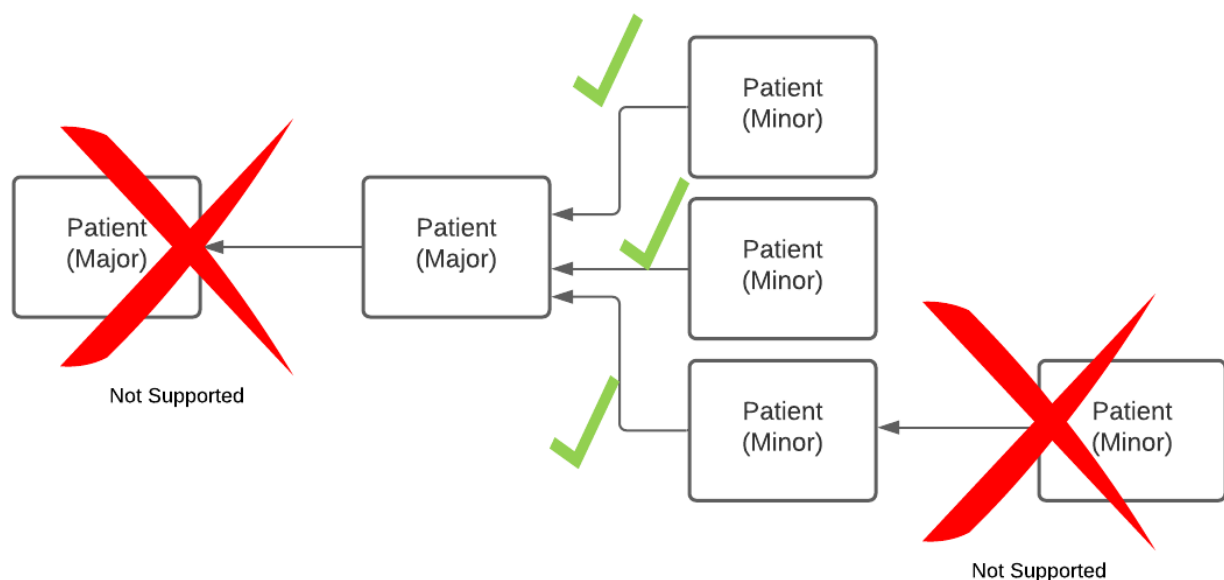 Patient
(Minor)
Patient
(Major)
Patient
(Major)
Patient
(Minor)
Patient
(Minor)
Patient
(Minor)
Not Supported
Not Supported